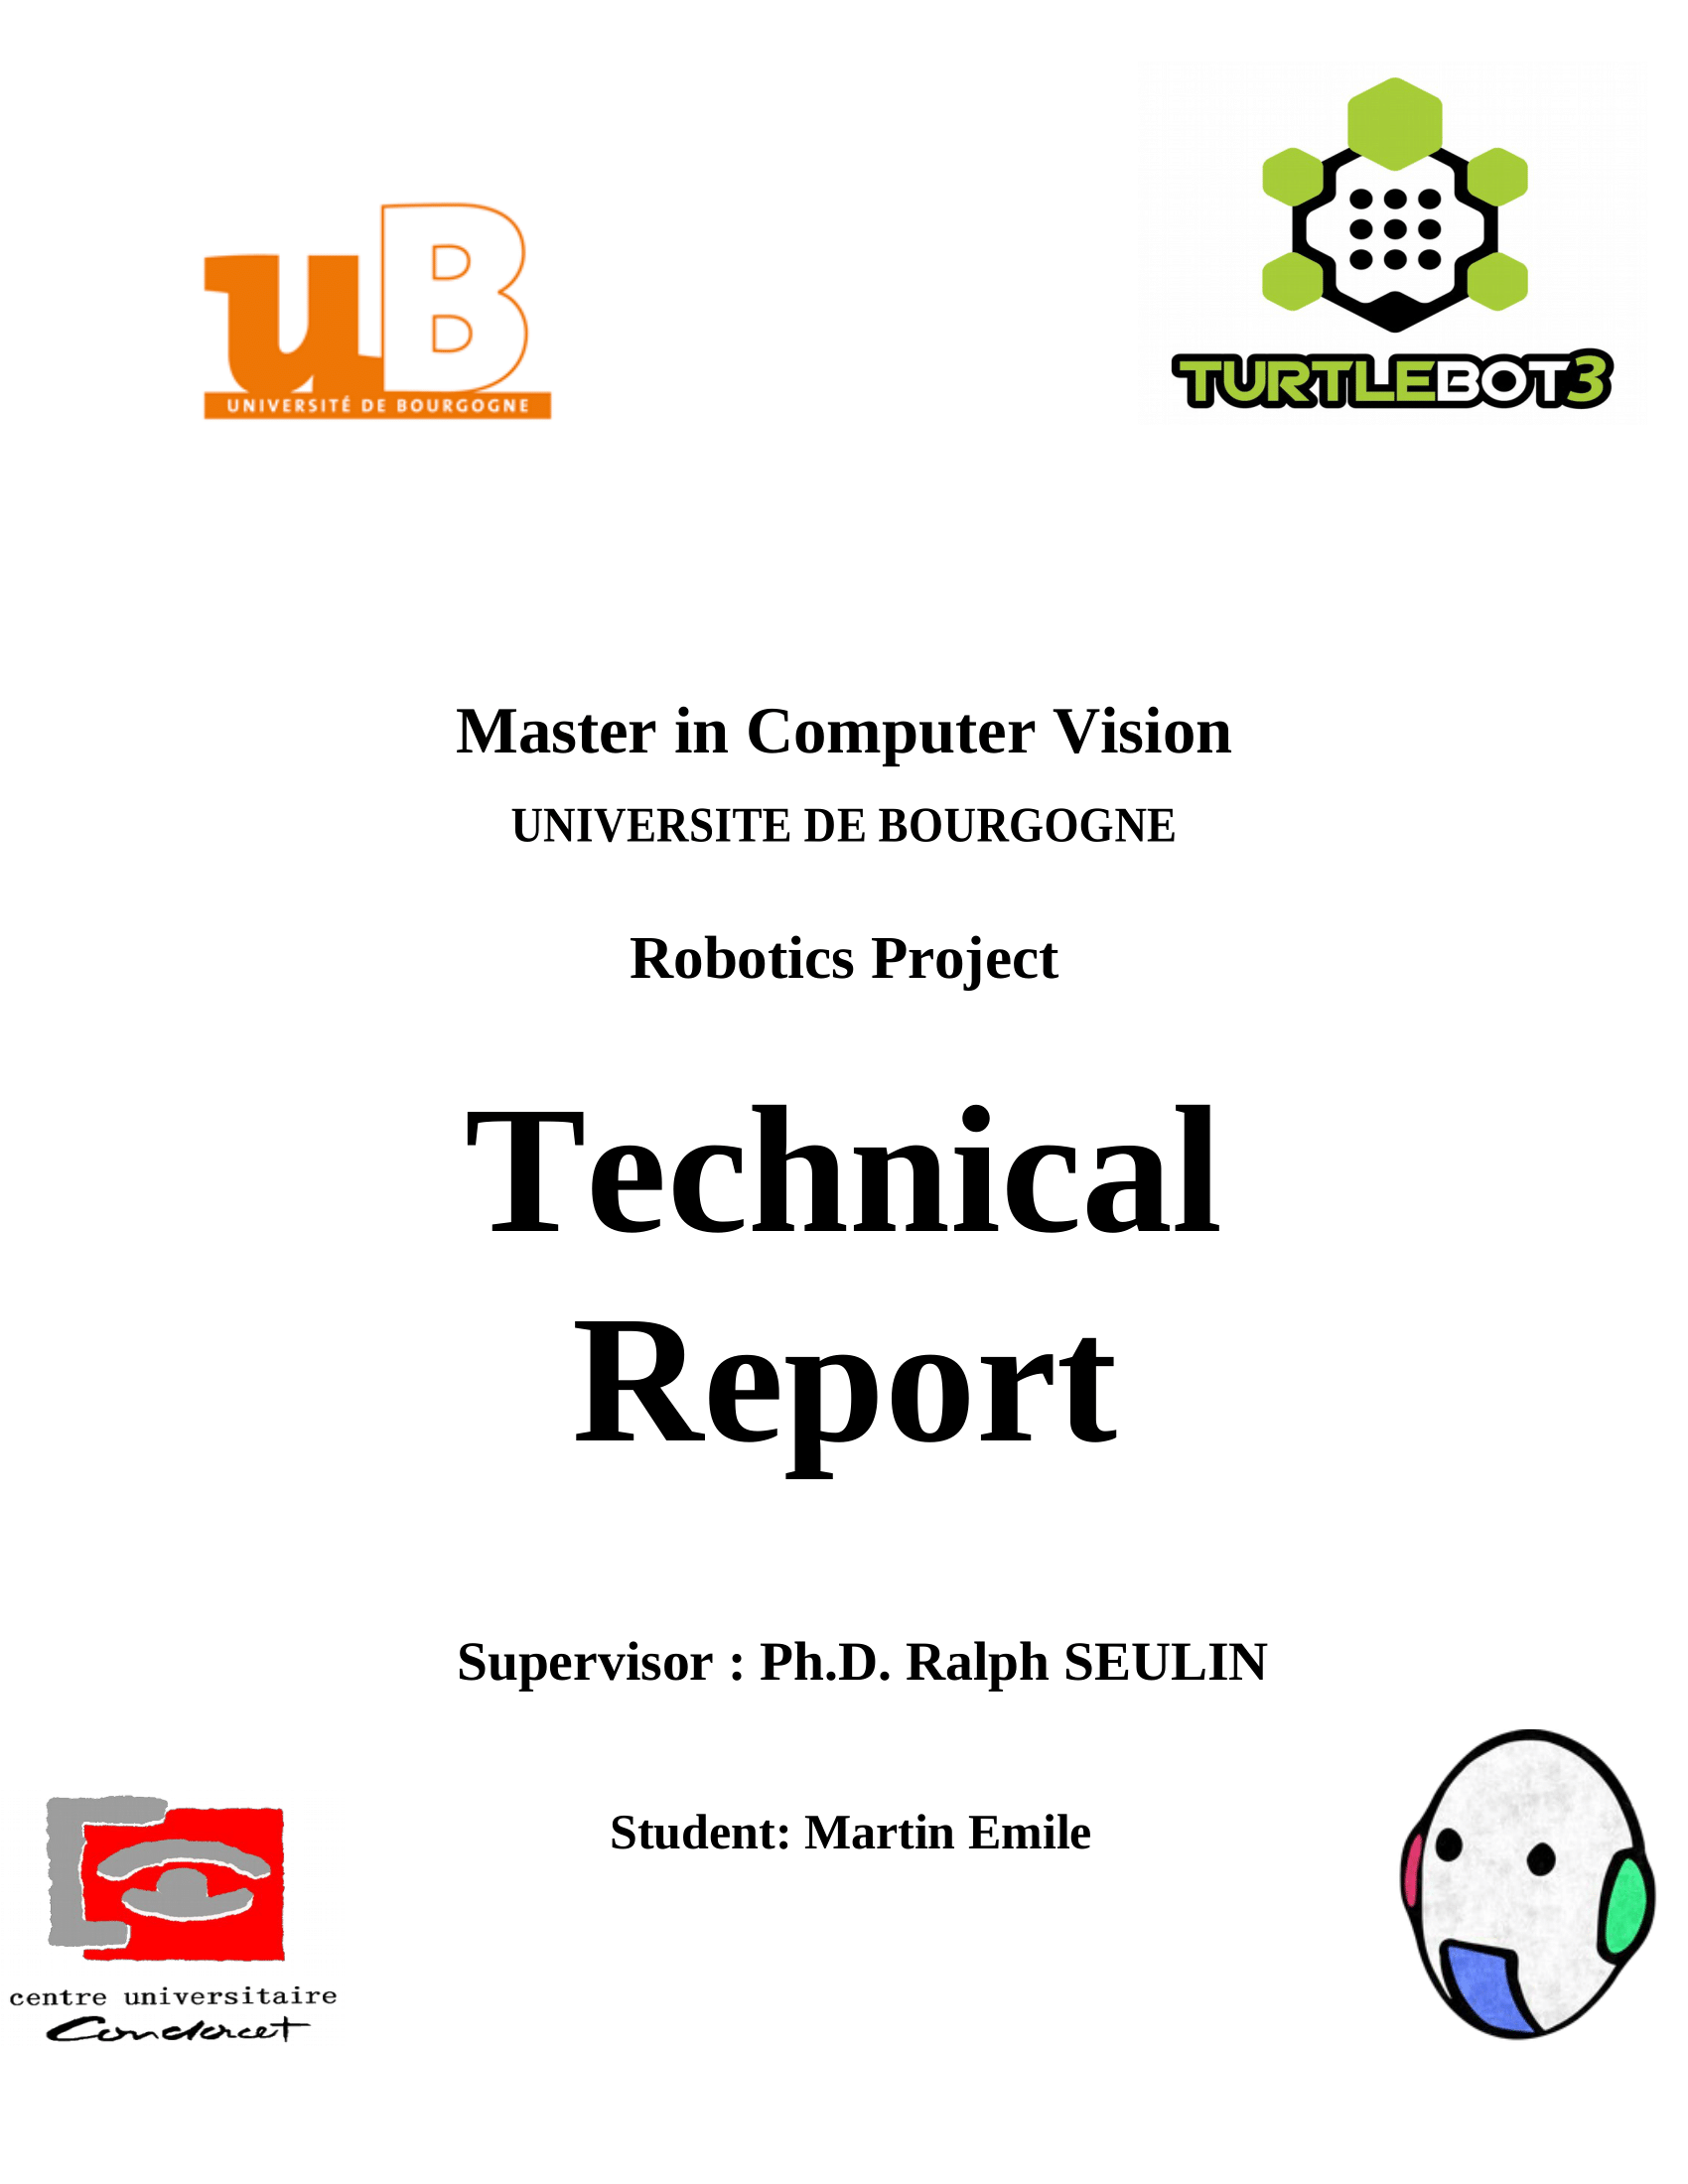 uB
UNIVERSITÉ DE BOURGOGNE
TURTLEBOT3
Master in Computer Vision
UNIVERSITE DE BOURGOGNE
Robotics Project
Technical
Report
Supervisor : Ph.D. Ralph SEULIN
Student: Martin Emile
centre universitaire
Condorcet